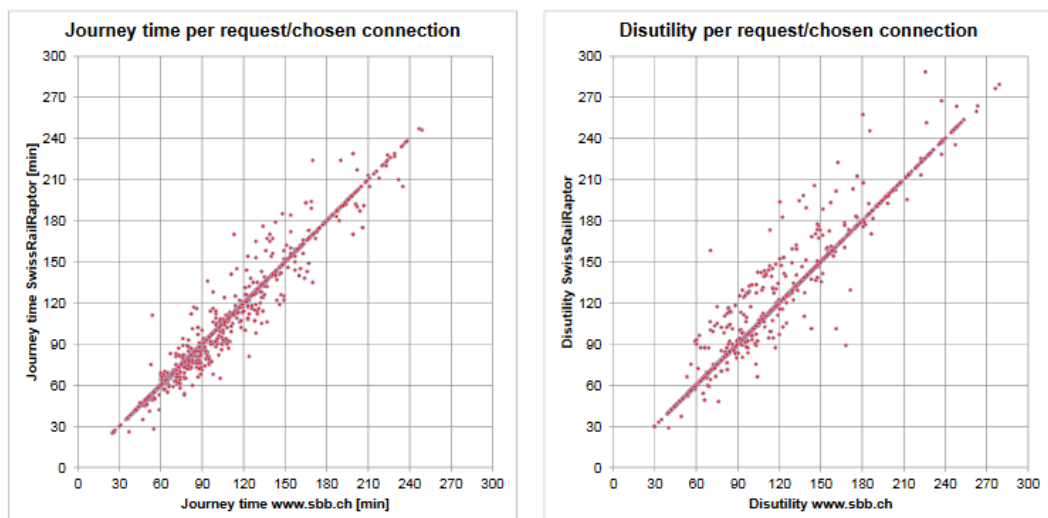 Journey time per request/chosen connection
300
270
240
210
180
150
120
90
60
30
0
Journey time SwissRailRaptor [min]
0 30 60 90 120 150 180 210 240 270 300
Journey time www.sbb.ch [min]
Disutility per request/chosen connection
300
270
240
210
180
150
120
90
60
30
0
Disutility SwissRailRaptor
0 30 60 90 120 150 180 210 240 270 300
Disutility www.sbb.ch